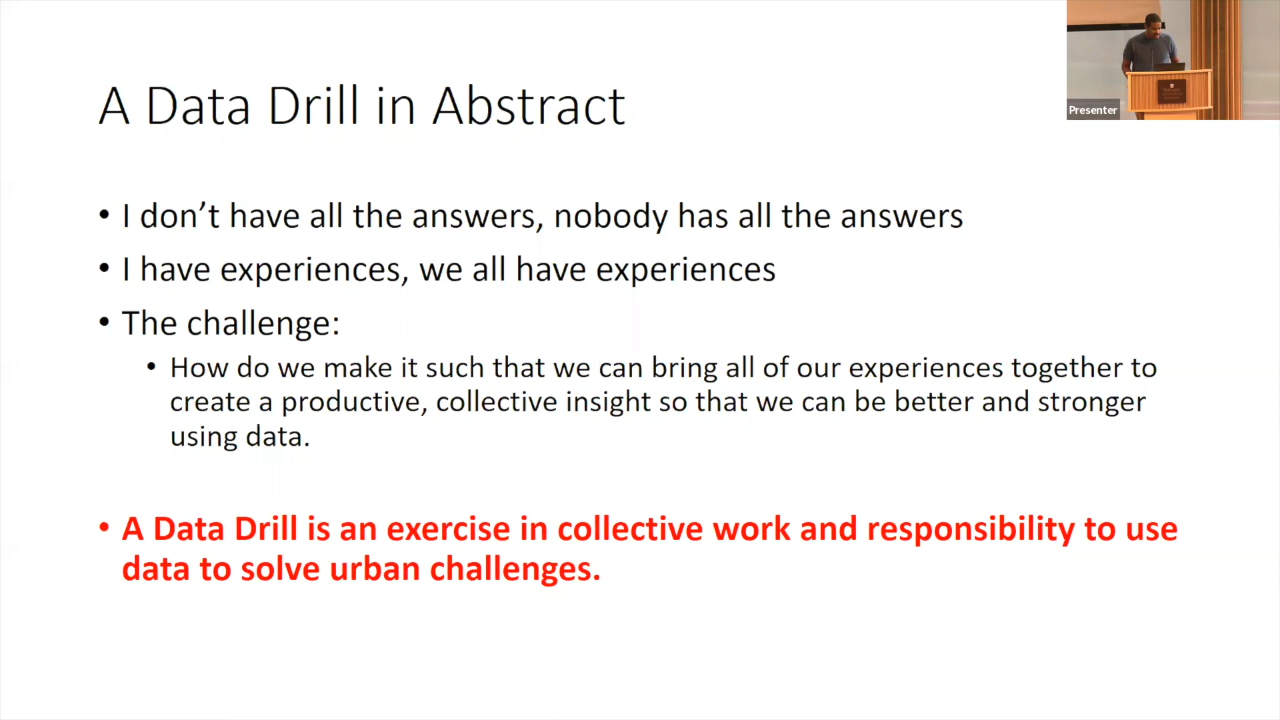 A Data Drill in Abstract
Presenter
• I don't have all the answers, nobody has all the answers
• I have experiences, we all have experiences
• The challenge:
• How do we make it such that we can bring all of our experiences together to
create a productive, collective insight so that we can be better and stronger
using data.
• A Data Drill is an exercise in collective work and responsibility to use
data to solve urban challenges.